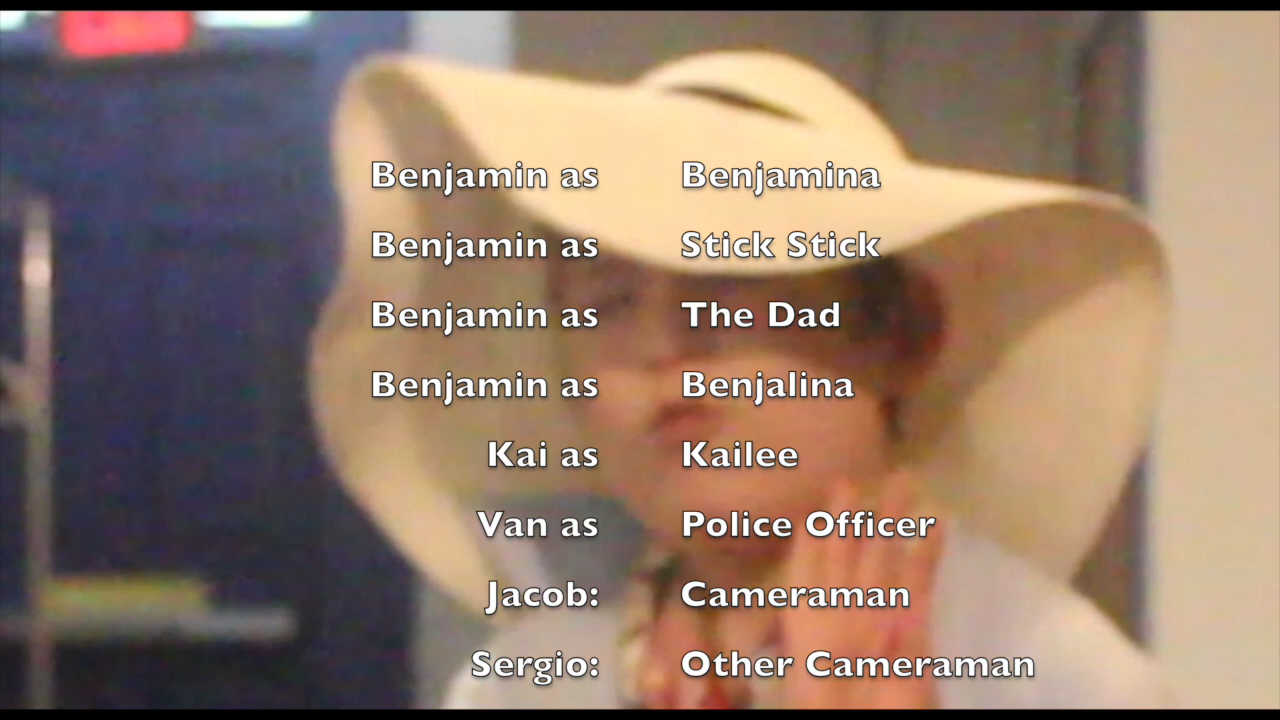 Benjamin as Benjamina
Benjamin as Stick Stick
Benjamin as The Dad
Benjamin as Benjalina
Kai as Kailee
Van as Police Officer
Jacob: Cameraman
Sergio: Other Cameraman